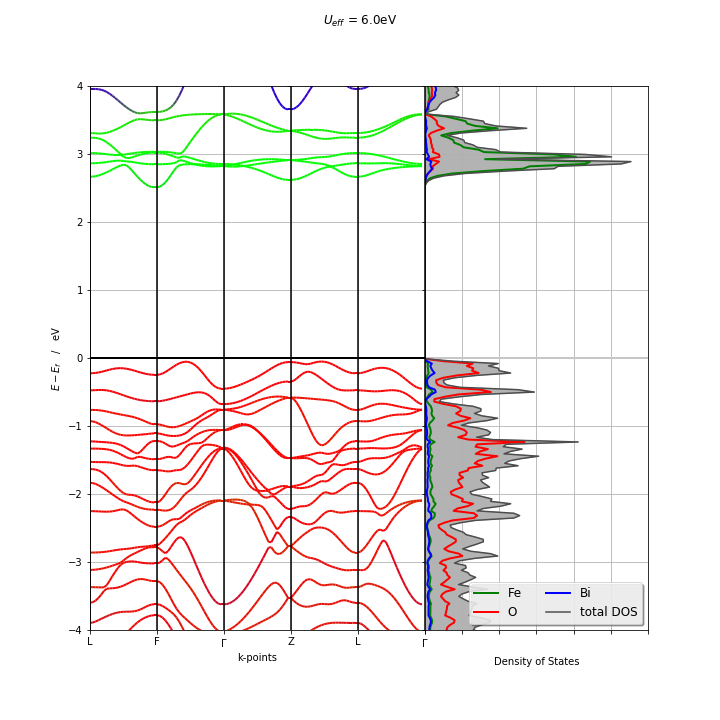 U_eff = 6.0eV
4
3
2
1
0
−1
−2
−3
−4
E − E_f / eV
L F Γ Z L Γ
k-points
Density of States
Fe Bi
O total DOS